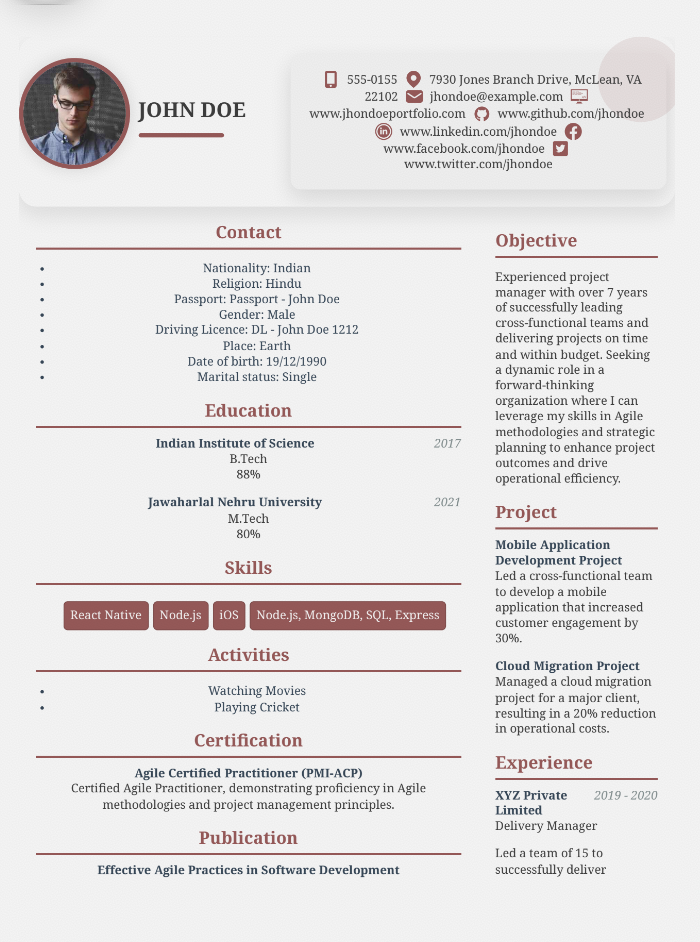 JOHN DOE
555-0155 7930 Jones Branch Drive, McLean, VA
22102 jhondoe@example.com
www.jhondoeportfolio.com www.github.com/jhondoe
www.linkedin.com/jhondoe
www.facebook.com/jhondoe
www.twitter.com/jhondoe
Contact
• Nationality: Indian
• Religion: Hindu
• Passport: Passport - John Doe
• Gender: Male
• Driving Licence: DL - John Doe 1212
• Place: Earth
• Date of birth: 19/12/1990
• Marital status: Single
Education
Indian Institute of Science 2017
B.Tech
88%
Jawaharlal Nehru University 2021
M.Tech
80%
Skills
React Native Node.js iOS Node.js, MongoDB, SQL, Express
Activities
• Watching Movies
• Playing Cricket
Certification
Agile Certified Practitioner (PMI-ACP)
Certified Agile Practitioner, demonstrating proficiency in Agile
methodologies and project management principles.
Publication
Effective Agile Practices in Software Development
Objective
Experienced project
manager with over 7 years
of successfully leading
cross-functional teams and
delivering projects on time
and within budget. Seeking
a dynamic role in a
forward-thinking
organization where I can
leverage my skills in Agile
methodologies and strategic
planning to enhance project
outcomes and drive
operational efficiency.
Project
Mobile Application
Development Project
Led a cross-functional team
to develop a mobile
application that increased
customer engagement by
30%.
Cloud Migration Project
Managed a cloud migration
project for a major client,
resulting in a 20% reduction
in operational costs.
Experience
XYZ Private 2019 - 2020
Limited
Delivery Manager
Led a team of 15 to
successfully deliver